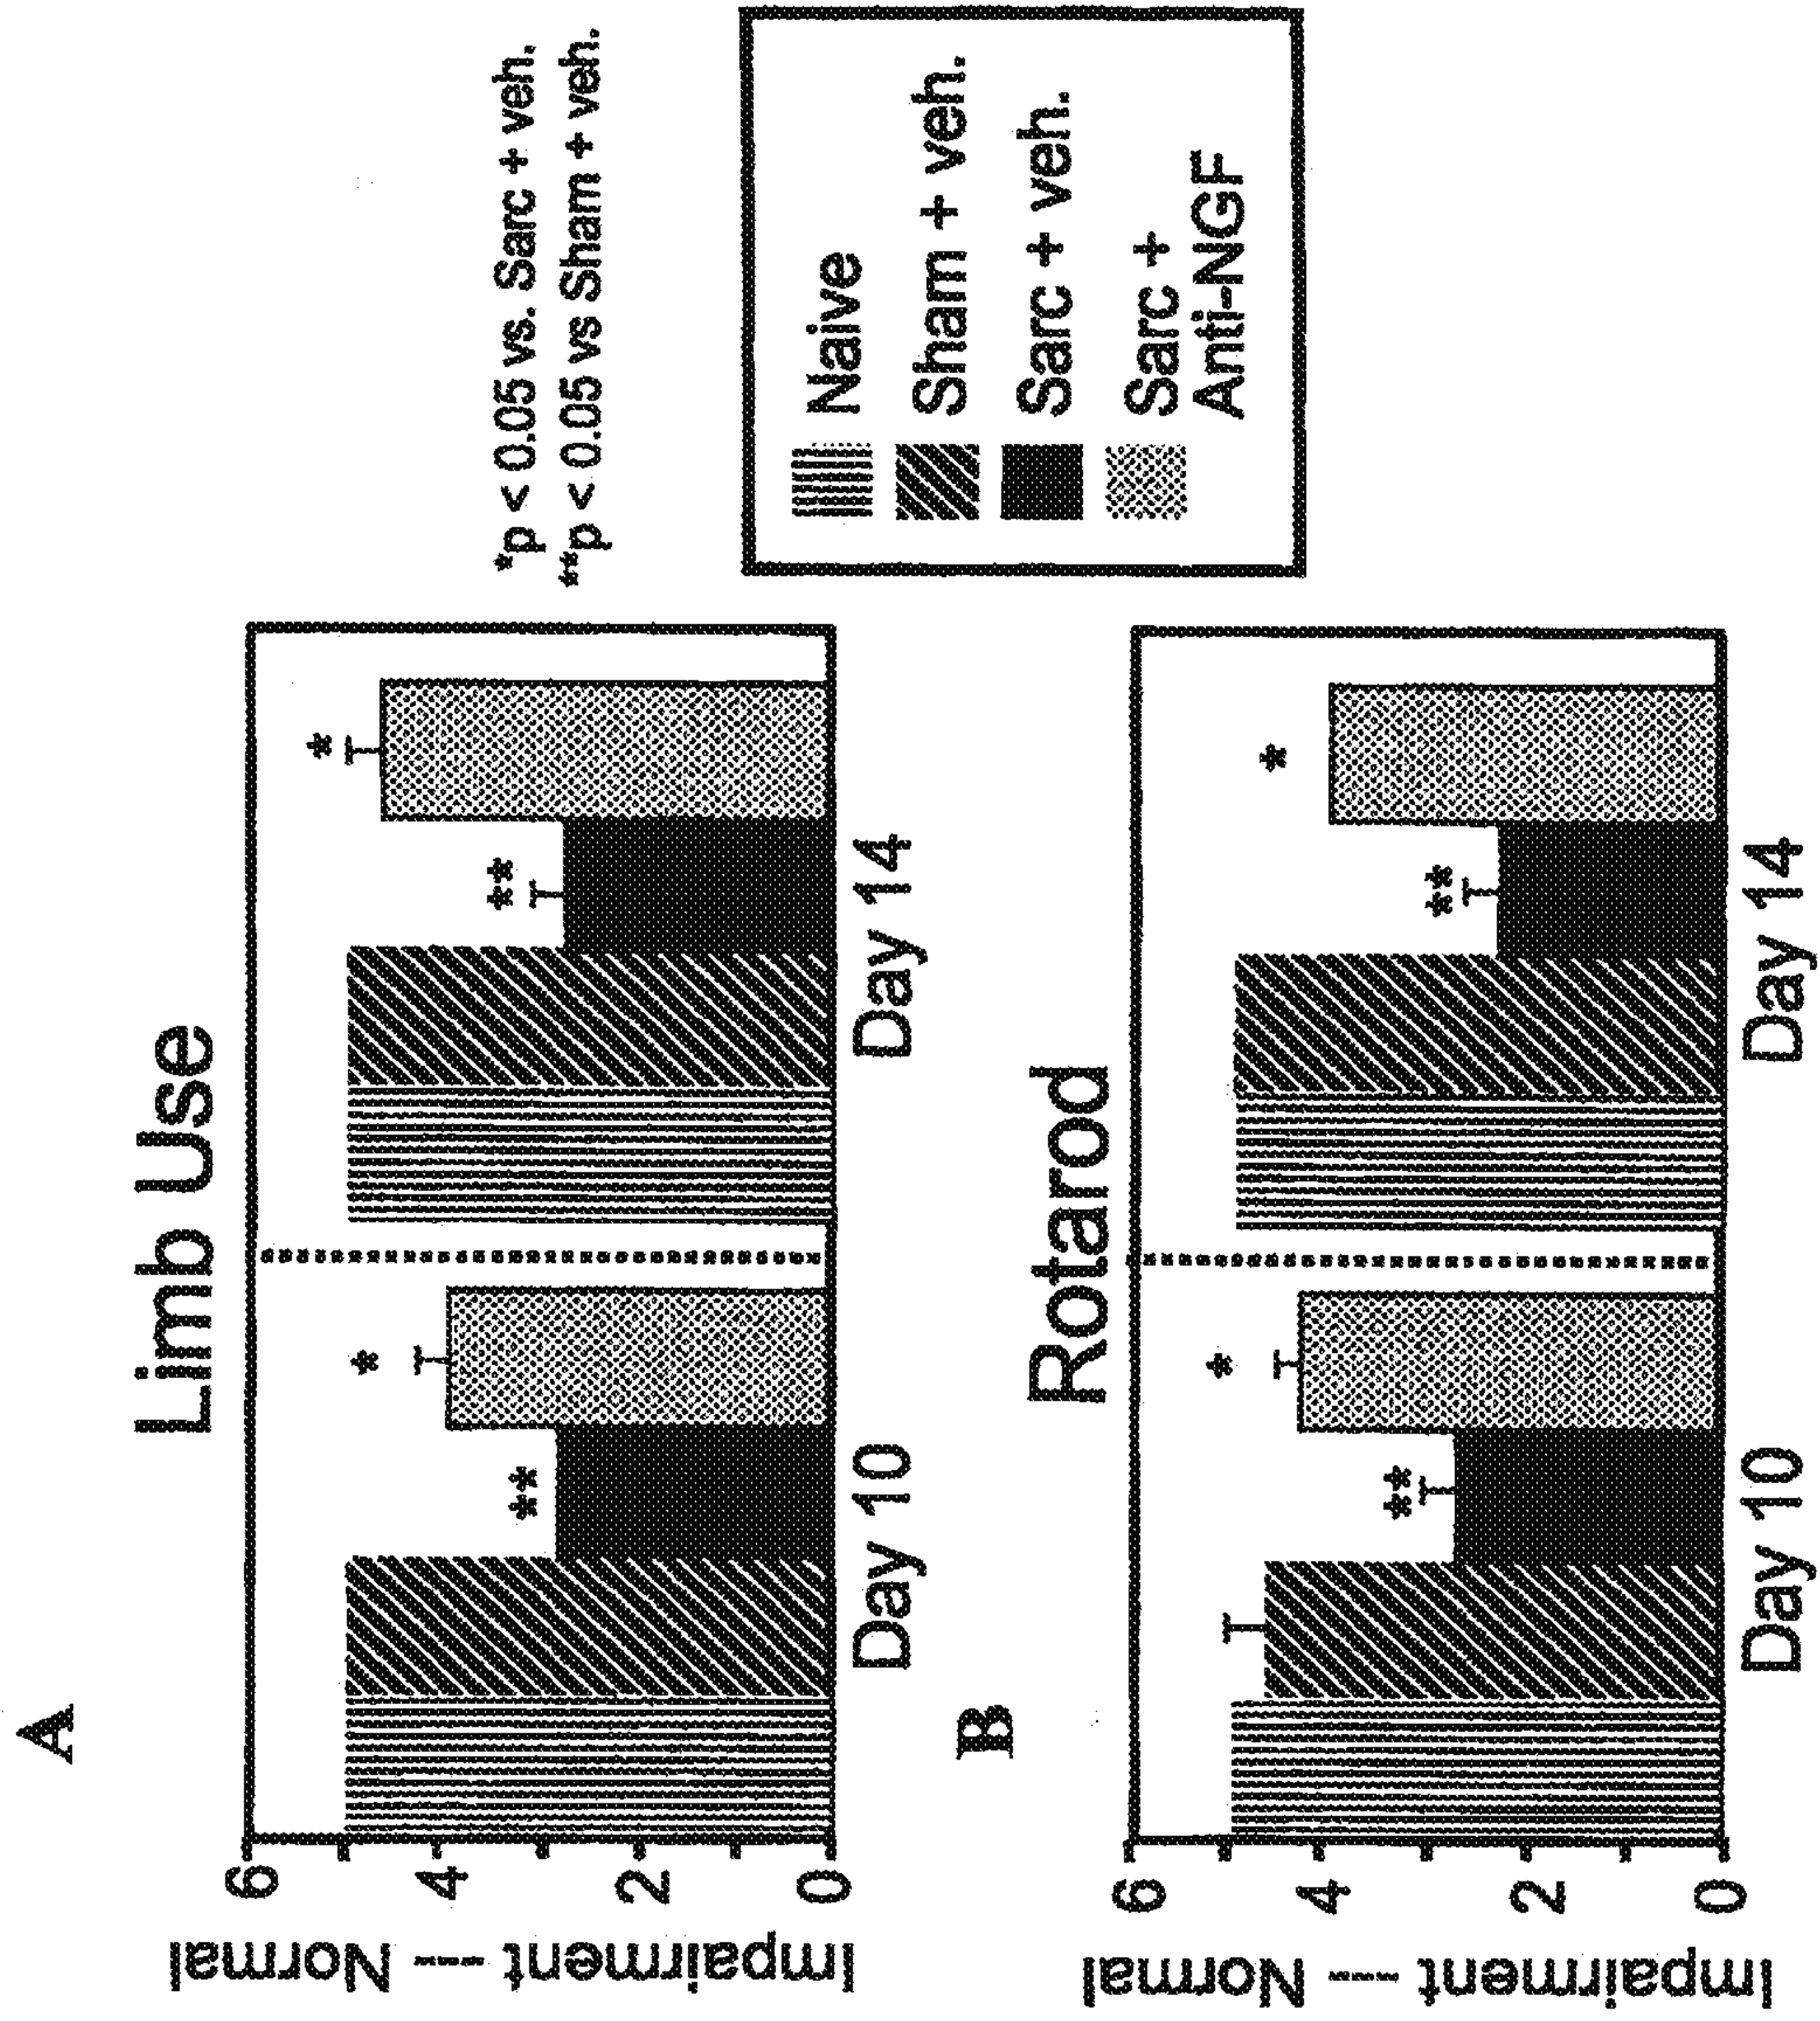 A
Limb Use
Impairment --- Normal
6
4
2
0
*
**
*
**
Day 10
Day 14
*p < 0.05 vs. Sarc + veh.
**p < 0.05 vs Sham + veh.
Naive
Sham + veh.
Sarc + veh.
Sarc +
Anti-NGF
B
Rotarod
Impairment --- Normal
6
4
2
0
*
**
*
**
Day 10
Day 14